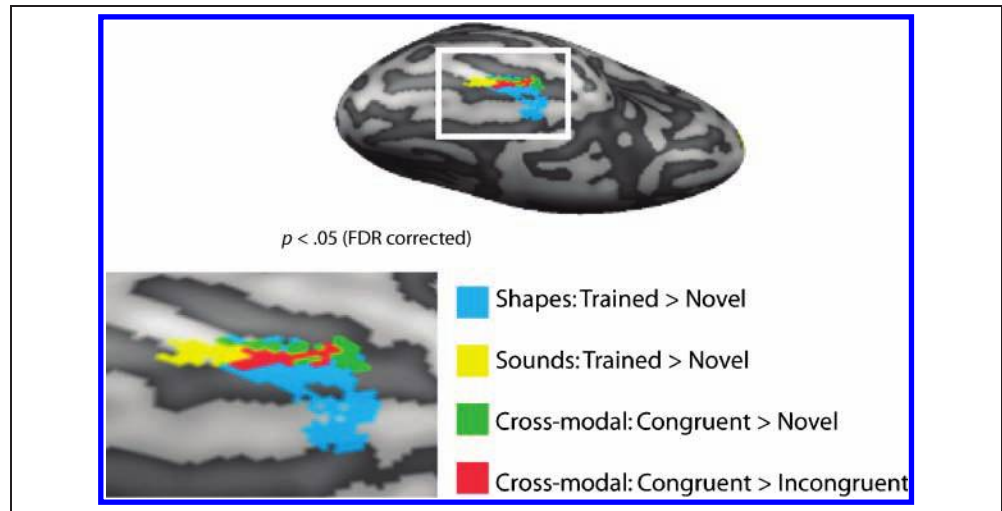 p < .05 (FDR corrected)
Shapes: Trained > Novel
Sounds: Trained > Novel
Cross-modal: Congruent > Novel
Cross-modal: Congruent > Incongruent